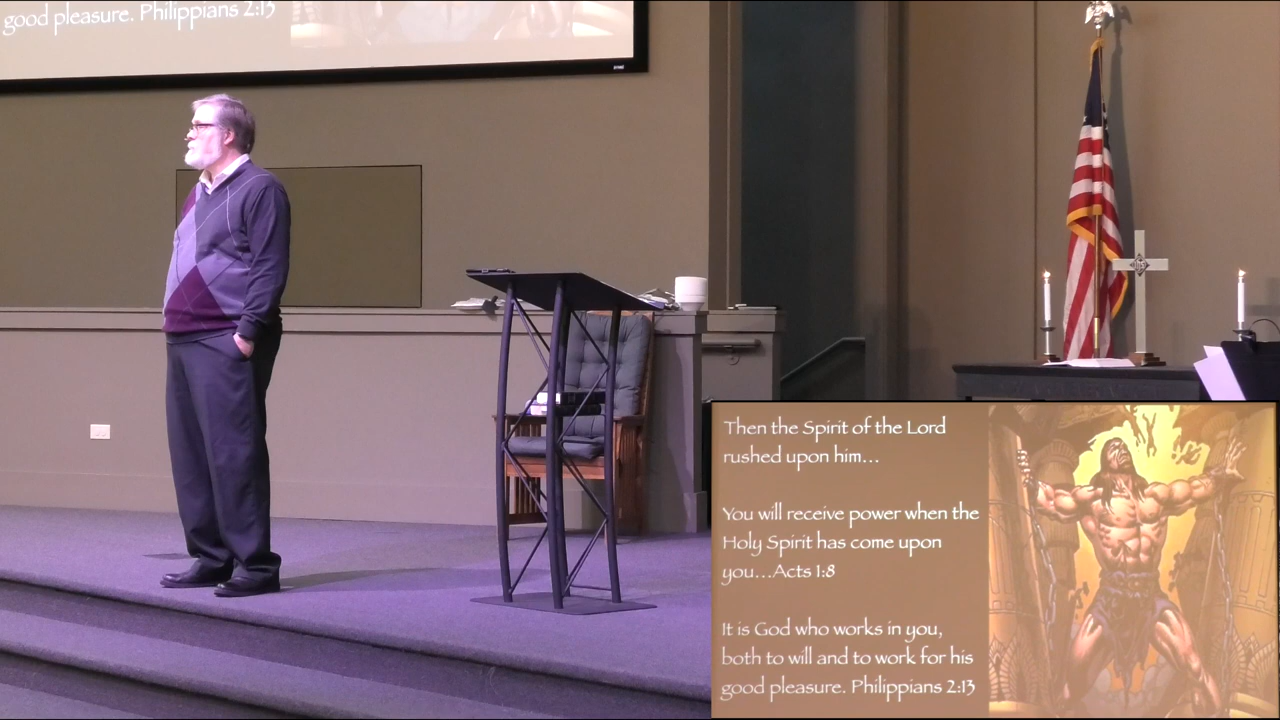 good pleasure. Philippians 2:13
Then the Spirit of the Lord
rushed upon him...
You will receive power when the
Holy Spirit has come upon
you...Acts 1:8
It is God who works in you,
both to will and to work for his
good pleasure. Philippians 2:13